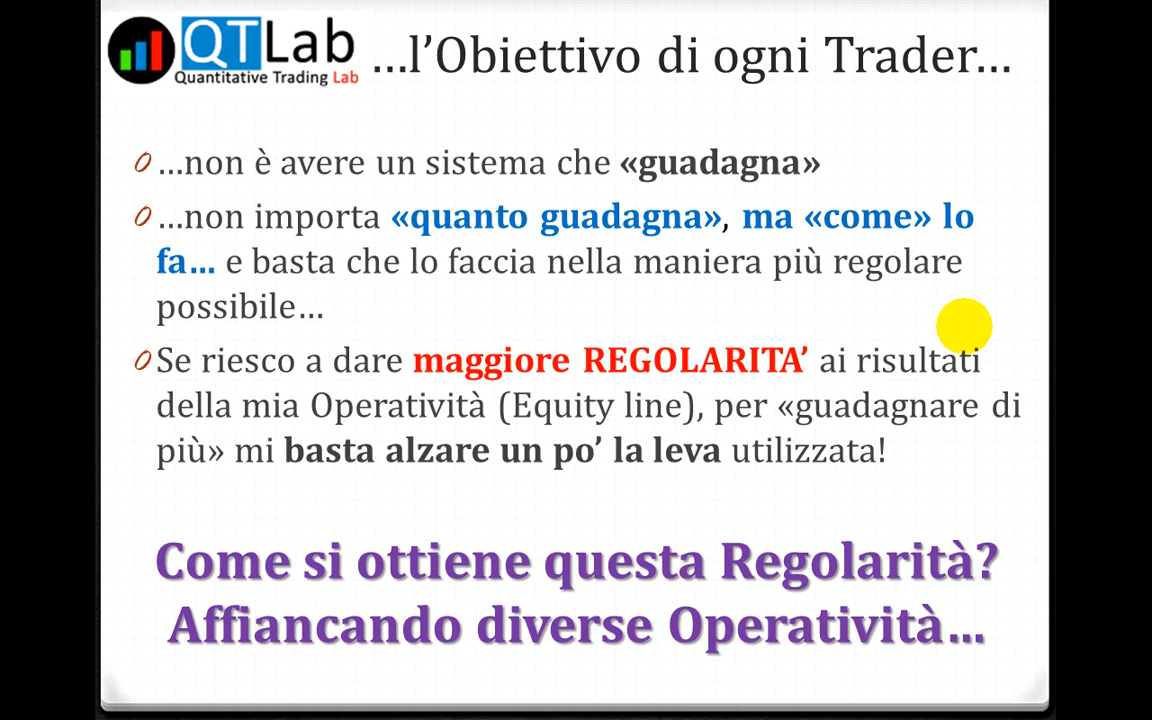 QTLab
Quantitative Trading Lab
...l’Obiettivo di ogni Trader...
...non è avere un sistema che «guadagna»
...non importa «quanto guadagna», ma «come» lo
fa... e basta che lo faccia nella maniera più regolare
possibile...
Se riesco a dare maggiore REGOLARITA’ ai risultati
della mia Operatività (Equity line), per «guadagnare di
più» mi basta alzare un po’ la leva utilizzata!
Come si ottiene questa Regolarità?
Affiancando diverse Operatività...